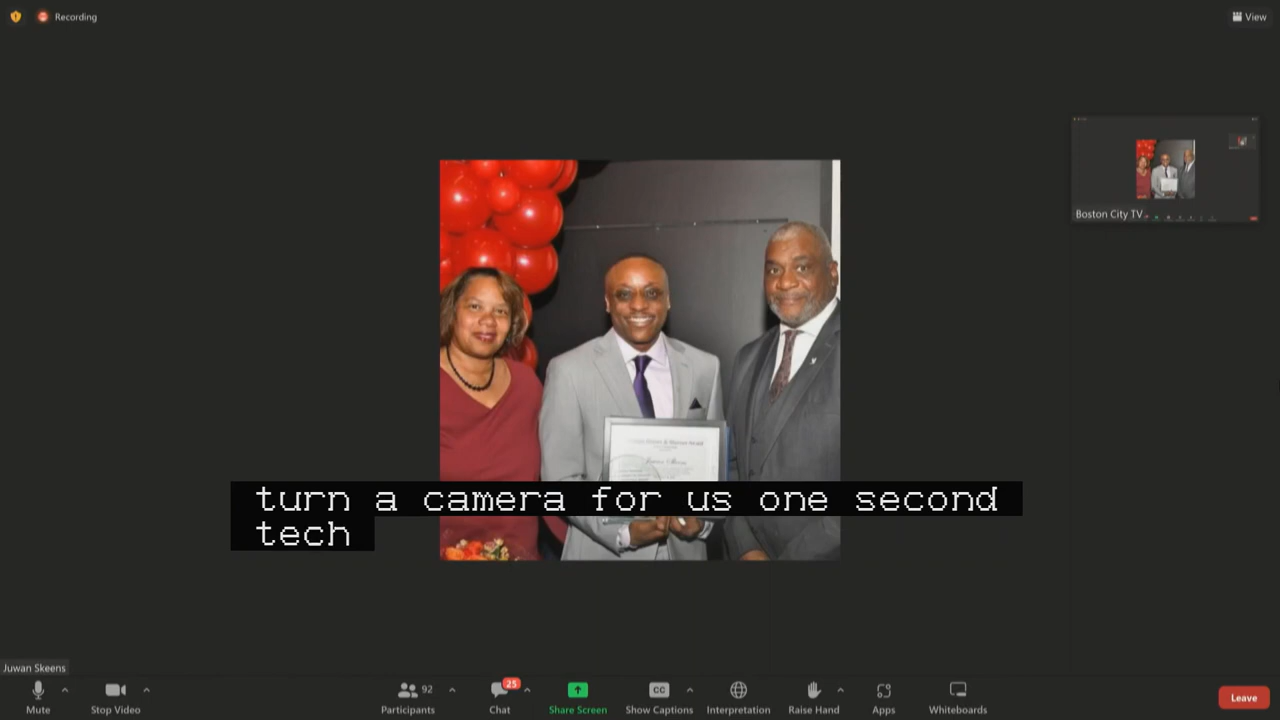 Recording
View
Boston City TV
turn a camera for us one second
tech
Juwan Skeens
Mute
Stop Video
Participants
92
Chat
25
Share Screen
CC
Show Captions
Interpretation
Raise Hand
Apps
Whiteboards
Leave